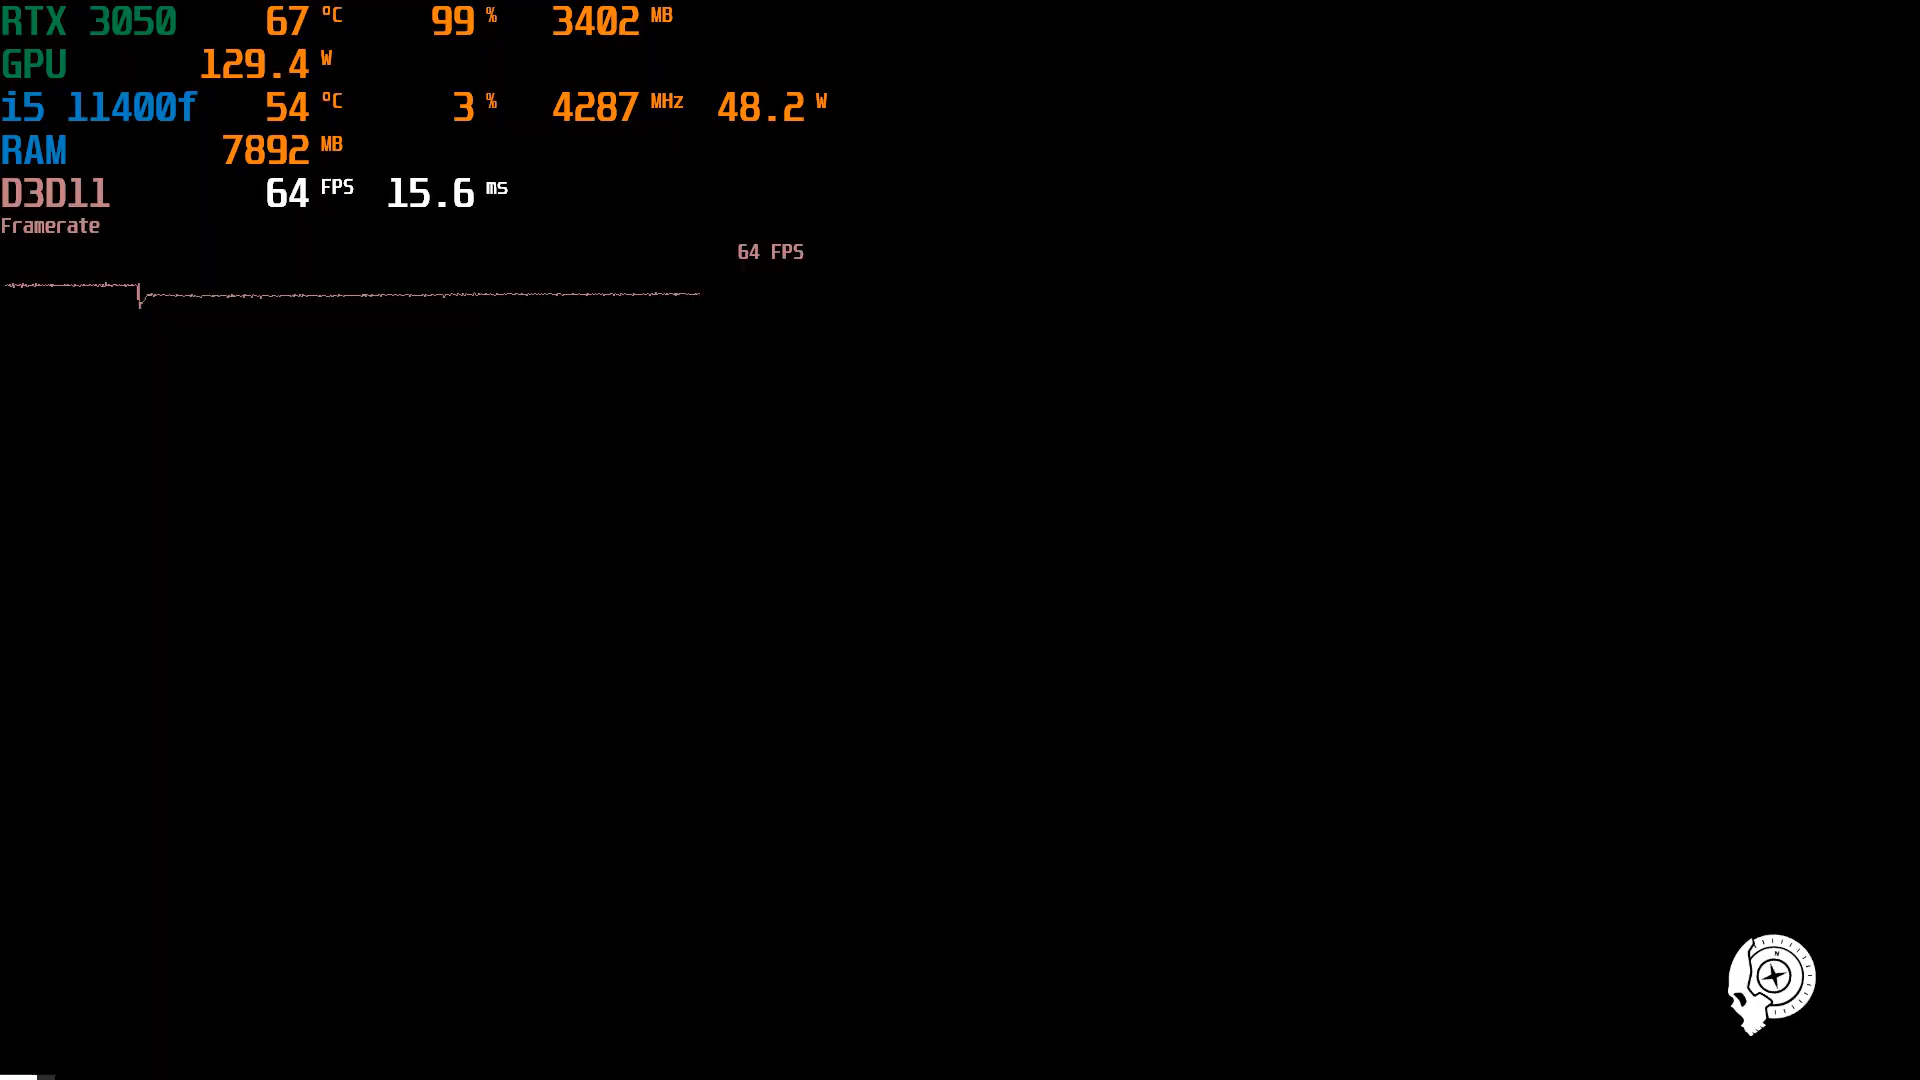 RTX 3050 67 °C 99 % 3402 MB
GPU 129.4 W
i5 11400f 54 °C 3 % 4287 MHz 48.2 W
RAM 7892 MB
D3D11 64 FPS 15.6 ms
Framerate
64 FPS
N